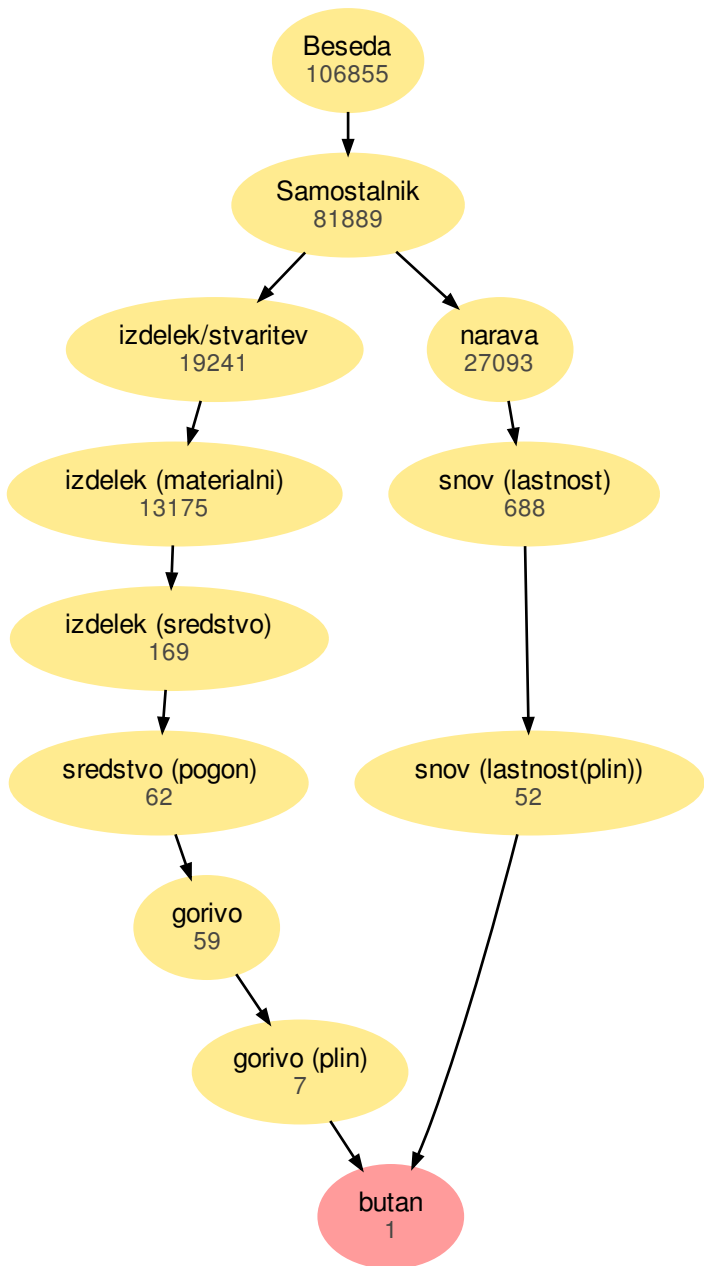 Beseda
106855
Samostalnik
81889
izdelek/stvaritev
19241
narava
27093
izdelek (materialni)
13175
snov (lastnost)
688
izdelek (sredstvo)
169
sredstvo (pogon)
62
snov (lastnost(plin))
52
gorivo
59
gorivo (plin)
7
butan
1